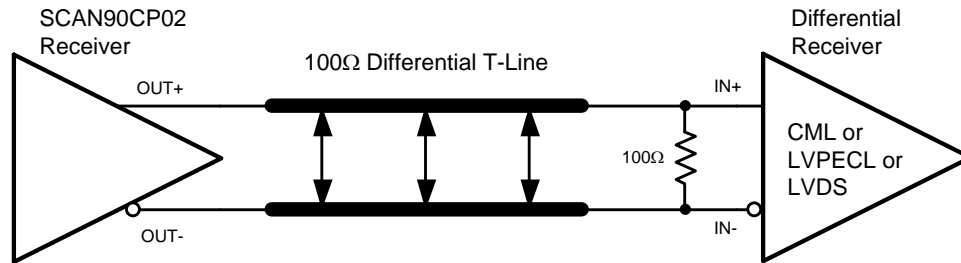 SCAN90CP02
Receiver
OUT+
OUT-
100Ω Differential T-Line
100Ω
IN+
IN-
Differential
Receiver
CML or
LVPECL or
LVDS